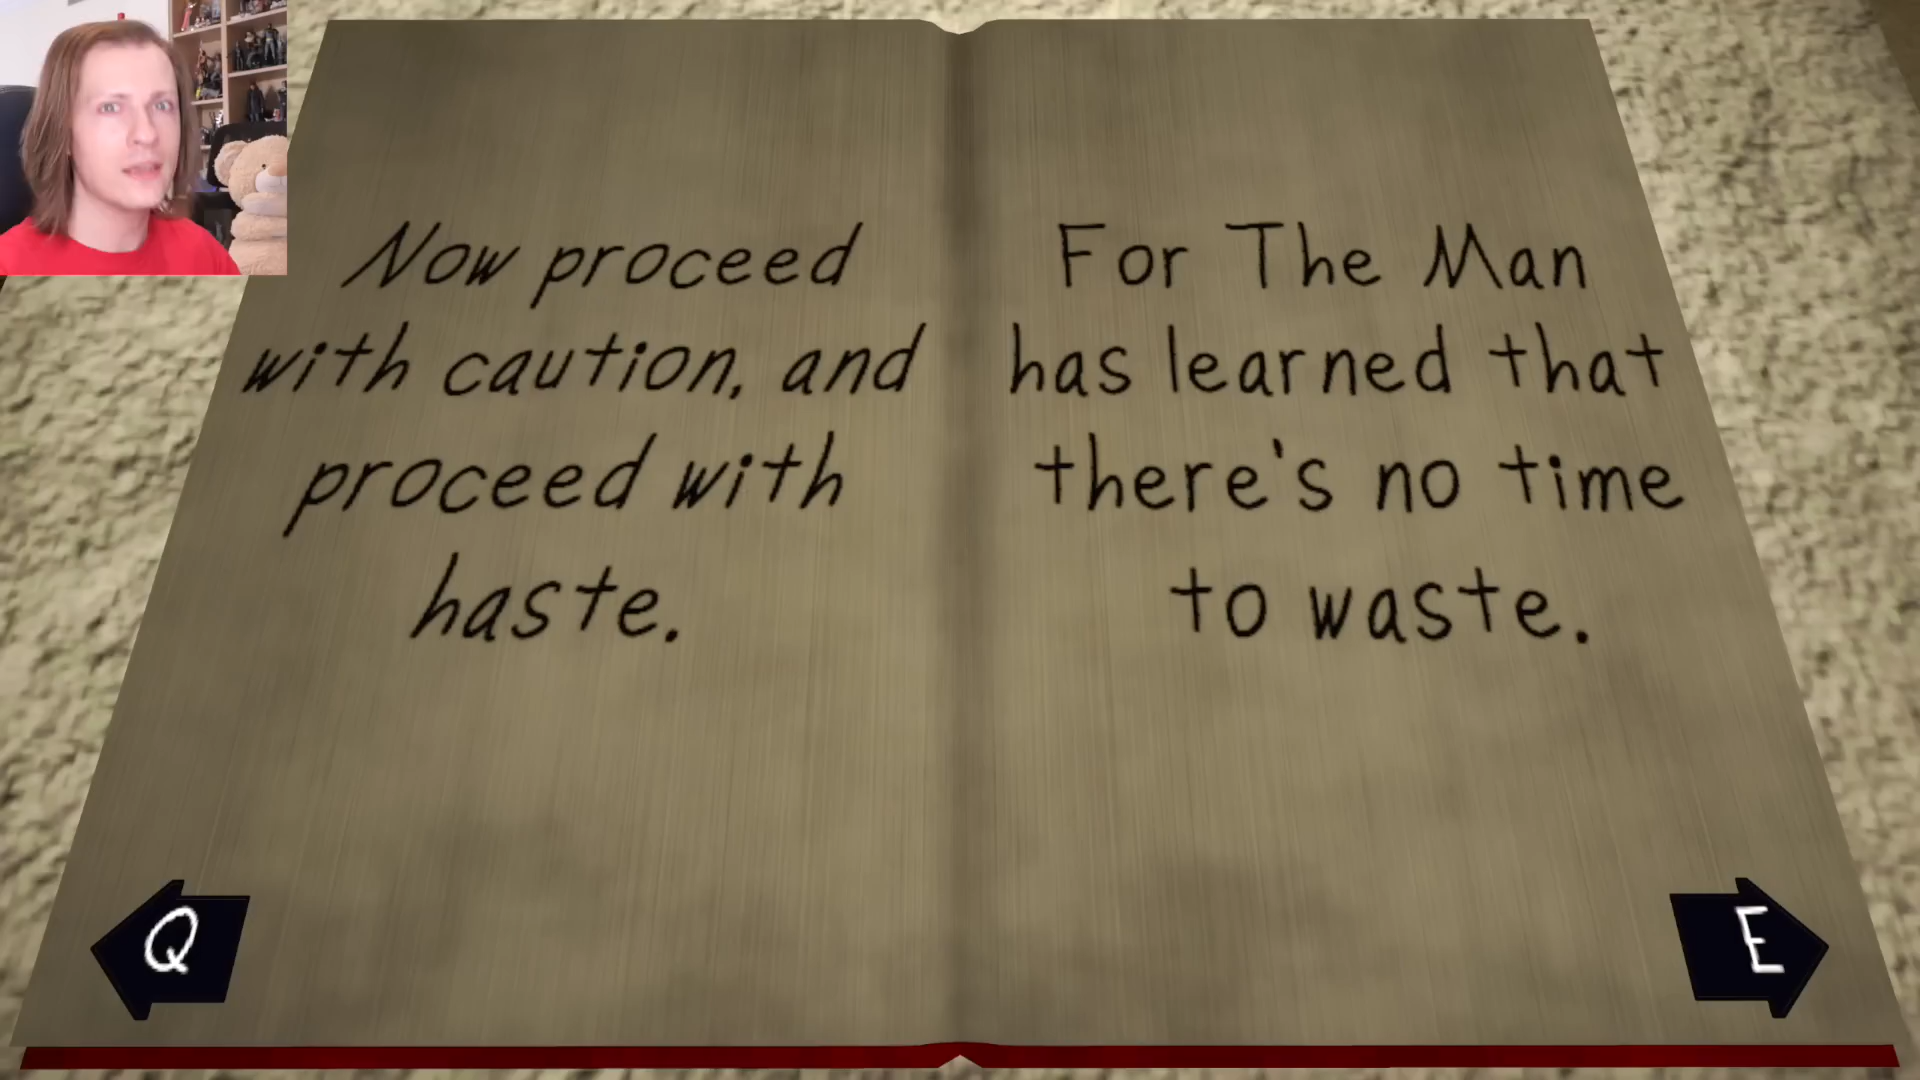 Now proceed
with caution, and
proceed with
haste.
For The Man
has learned that
there's no time
to waste.
Q
E